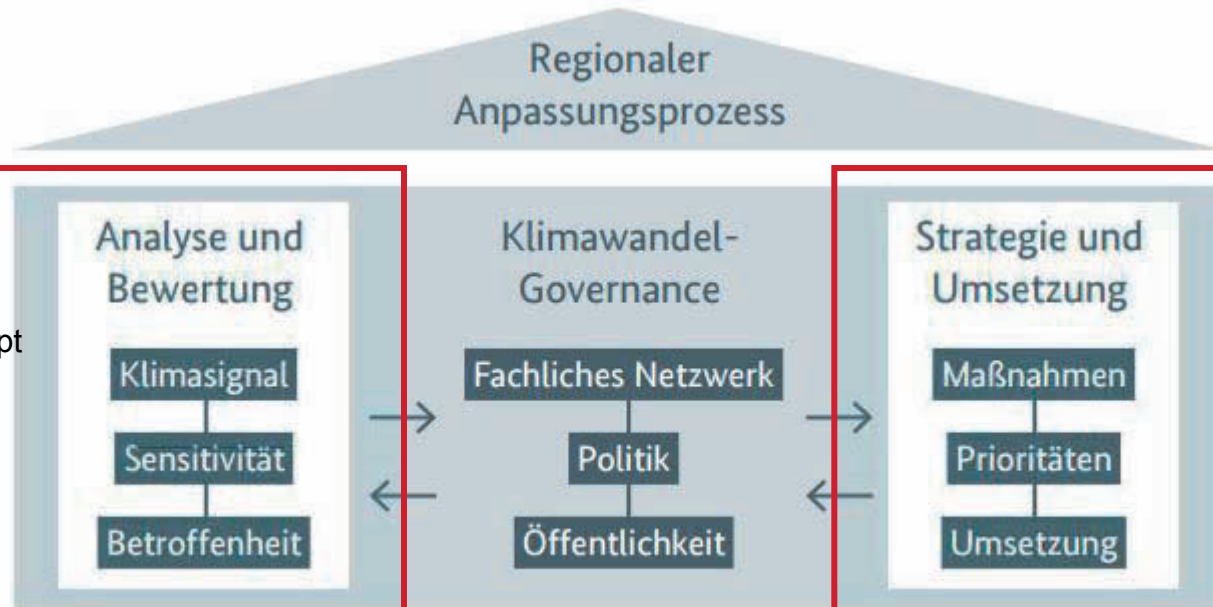 Regionaler
Anpassungsprozess
Analyse und
Bewertung
pt
Klimasignal
Sensitivität
Betroffenheit
Klimawandel-
Governance
Fachliches Netzwerk
Politik
Öffentlichkeit
Strategie und
Umsetzung
Maßnahmen
Prioritäten
Umsetzung